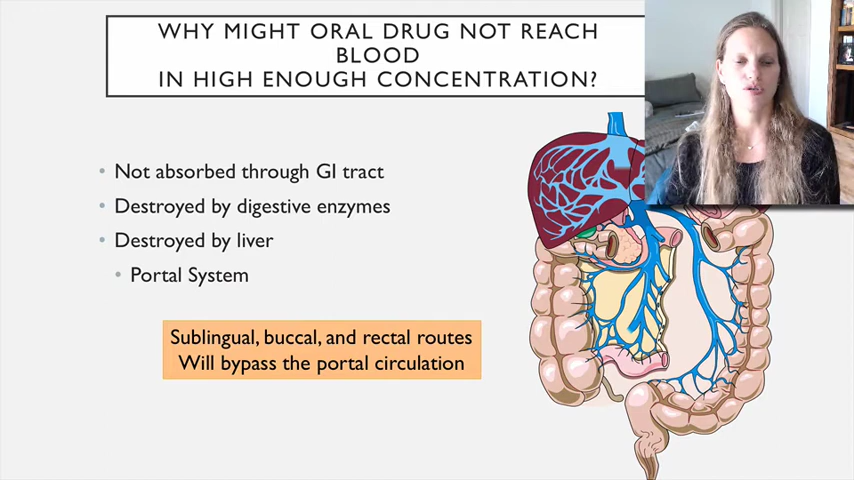 WHY MIGHT ORAL DRUG NOT REACH
BLOOD
IN HIGH ENOUGH CONCENTRATION?
• Not absorbed through GI tract
• Destroyed by digestive enzymes
• Destroyed by liver
• Portal System
Sublingual, buccal, and rectal routes
Will bypass the portal circulation